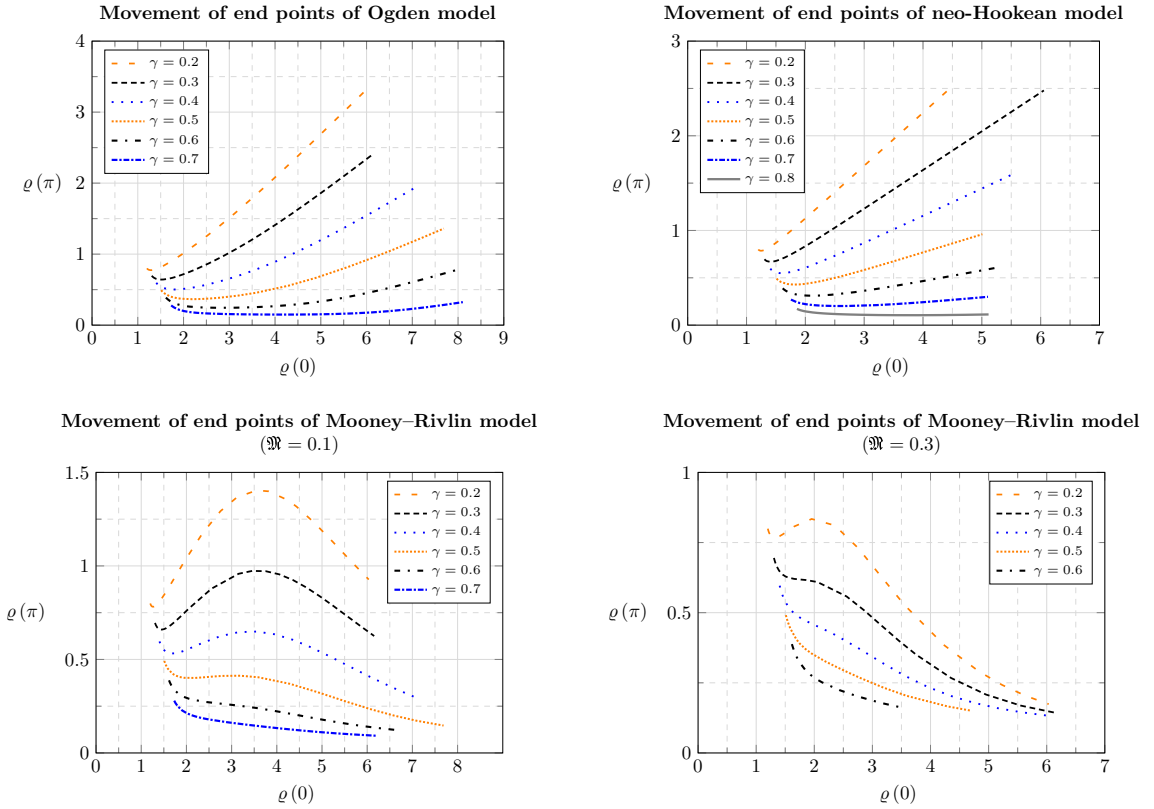 Movement of end points of Ogden model
4
3
2
1
0
ϱ (π)
γ = 0.2
γ = 0.3
γ = 0.4
γ = 0.5
γ = 0.6
γ = 0.7
0 1 2 3 4 5 6 7 8 9
ϱ (0)
Movement of end points of neo-Hookean model
3
2
1
0
ϱ (π)
γ = 0.2
γ = 0.3
γ = 0.4
γ = 0.5
γ = 0.6
γ = 0.7
γ = 0.8
0 1 2 3 4 5 6 7
ϱ (0)
Movement of end points of Mooney–Rivlin model
(𝕸 = 0.1)
1.5
1
0.5
0
ϱ (π)
γ = 0.2
γ = 0.3
γ = 0.4
γ = 0.5
γ = 0.6
γ = 0.7
0 1 2 3 4 5 6 7 8
ϱ (0)
Movement of end points of Mooney–Rivlin model
(𝕸 = 0.3)
1
0.5
0
ϱ (π)
γ = 0.2
γ = 0.3
γ = 0.4
γ = 0.5
γ = 0.6
0 1 2 3 4 5 6 7
ϱ (0)